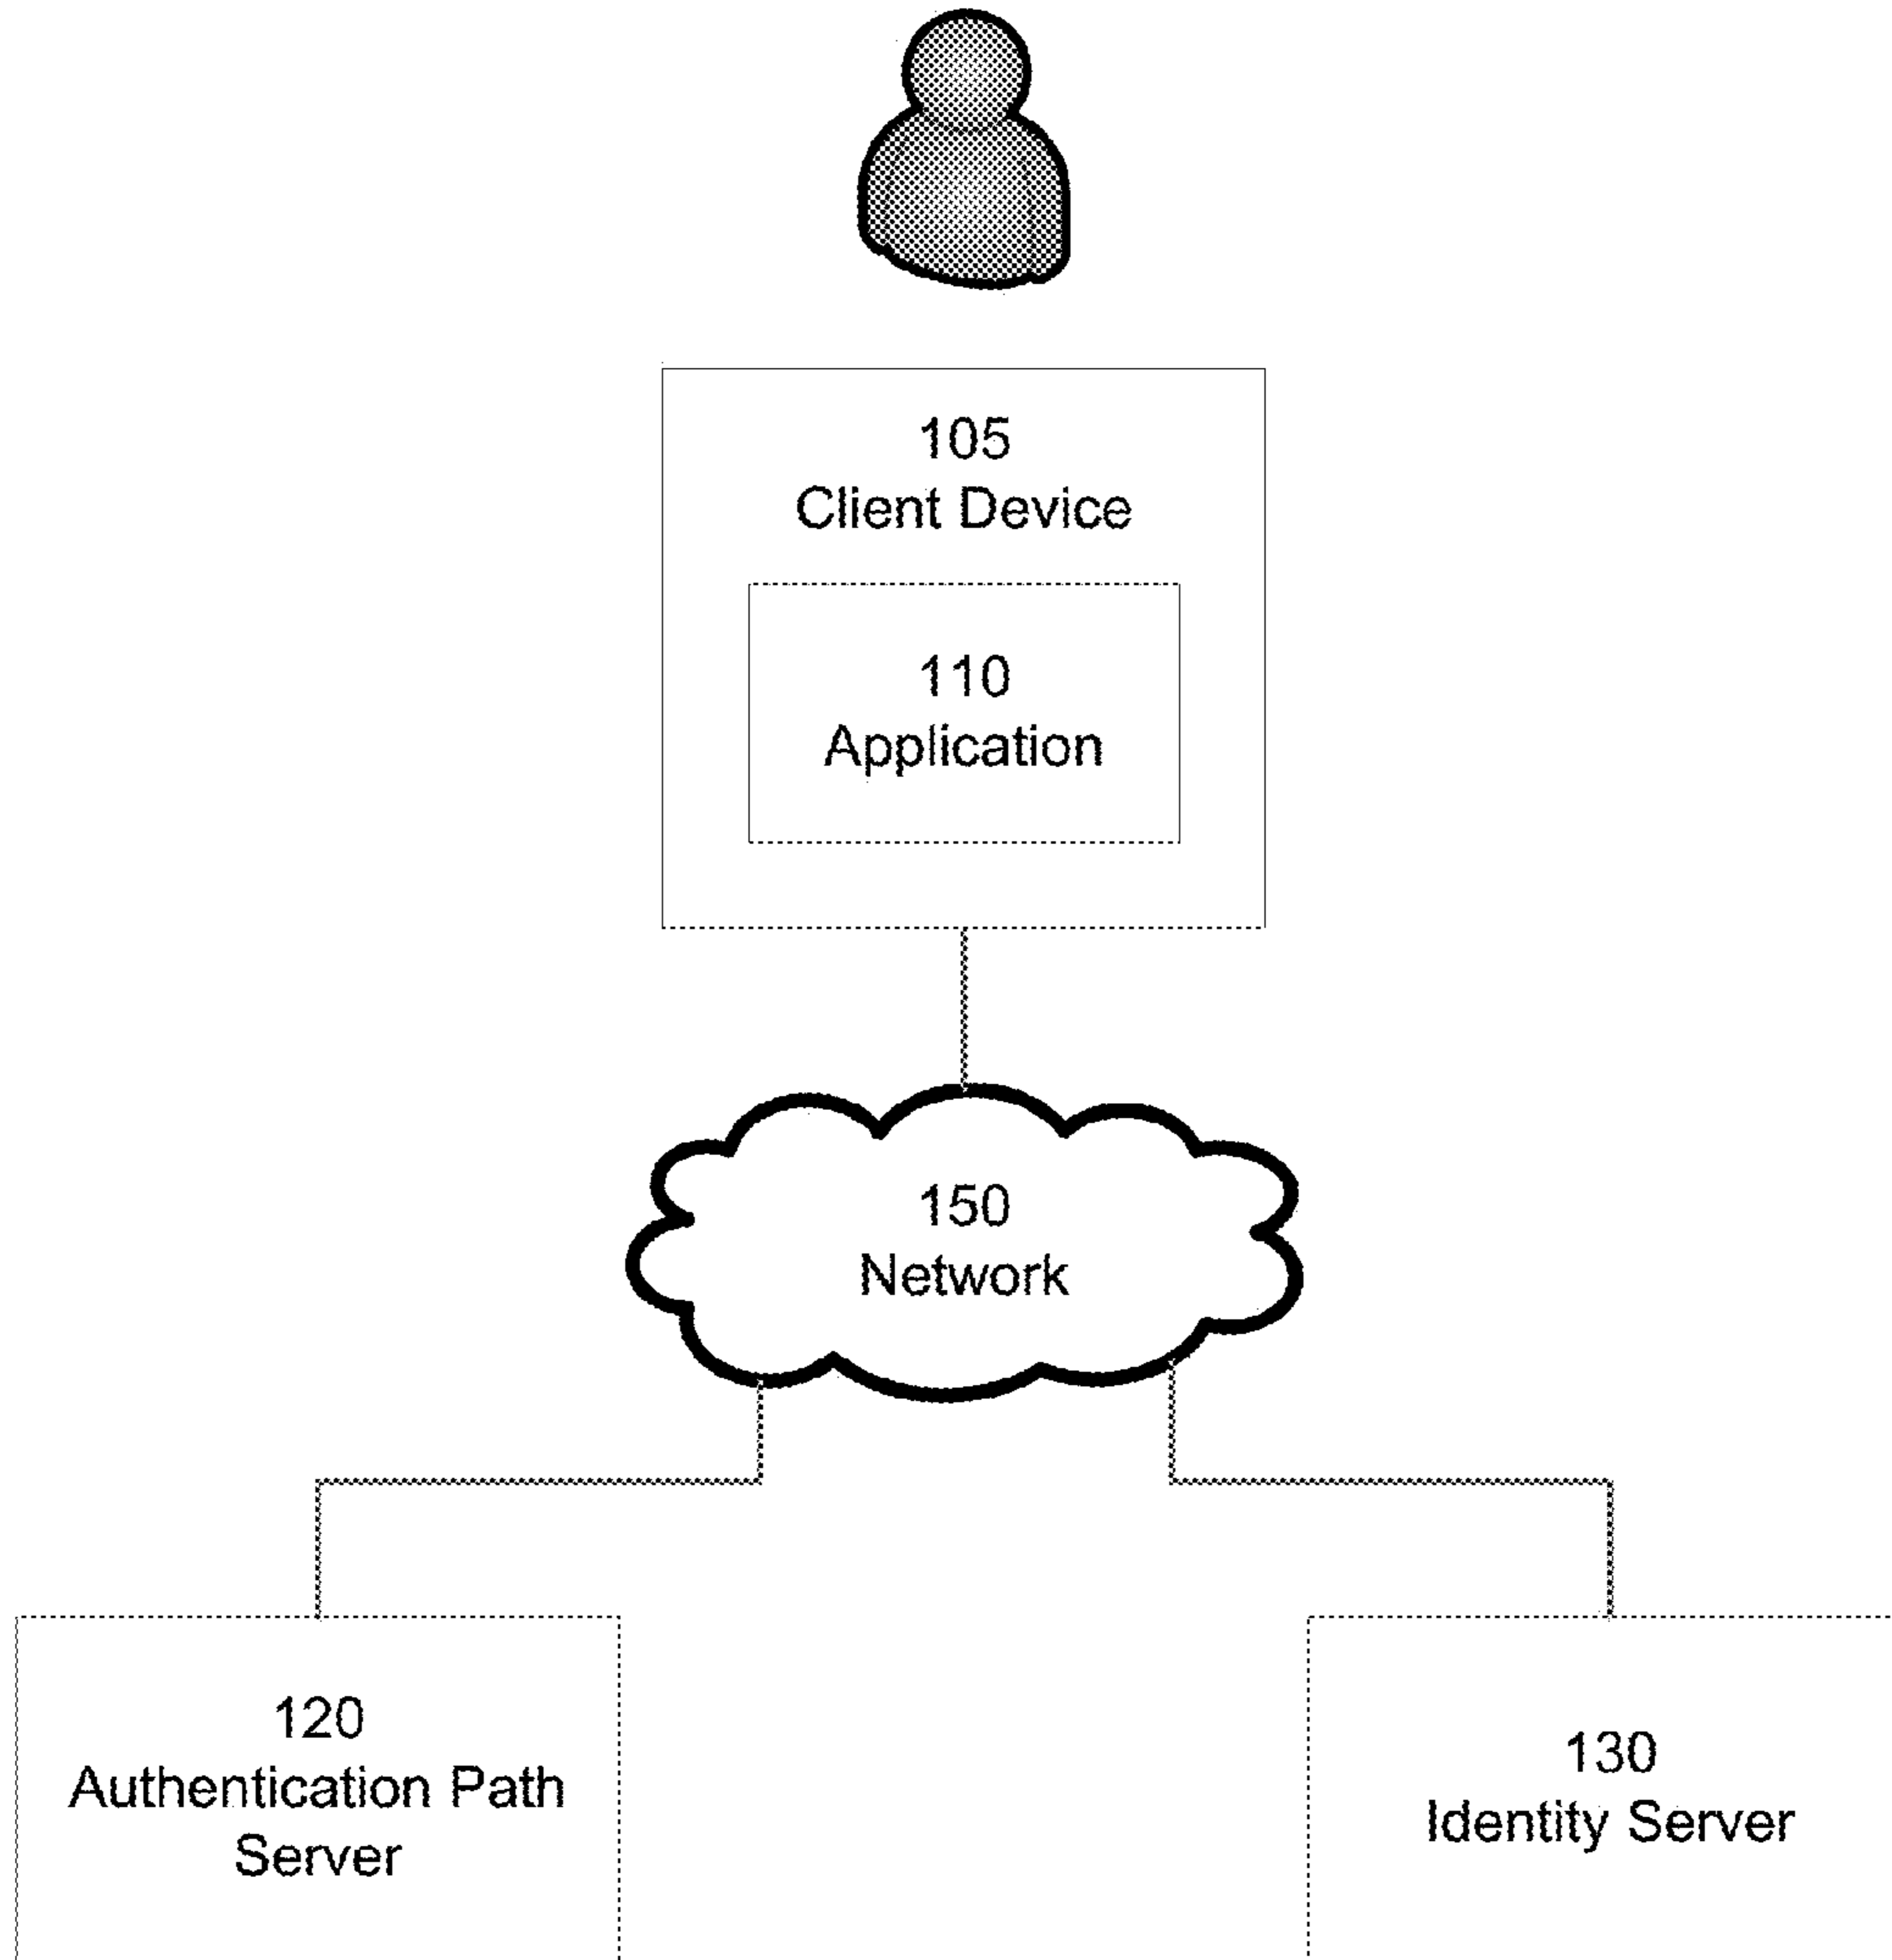 105
Client Device
110
Application
150
Network
120
Authentication Path
Server
130
Identity Server